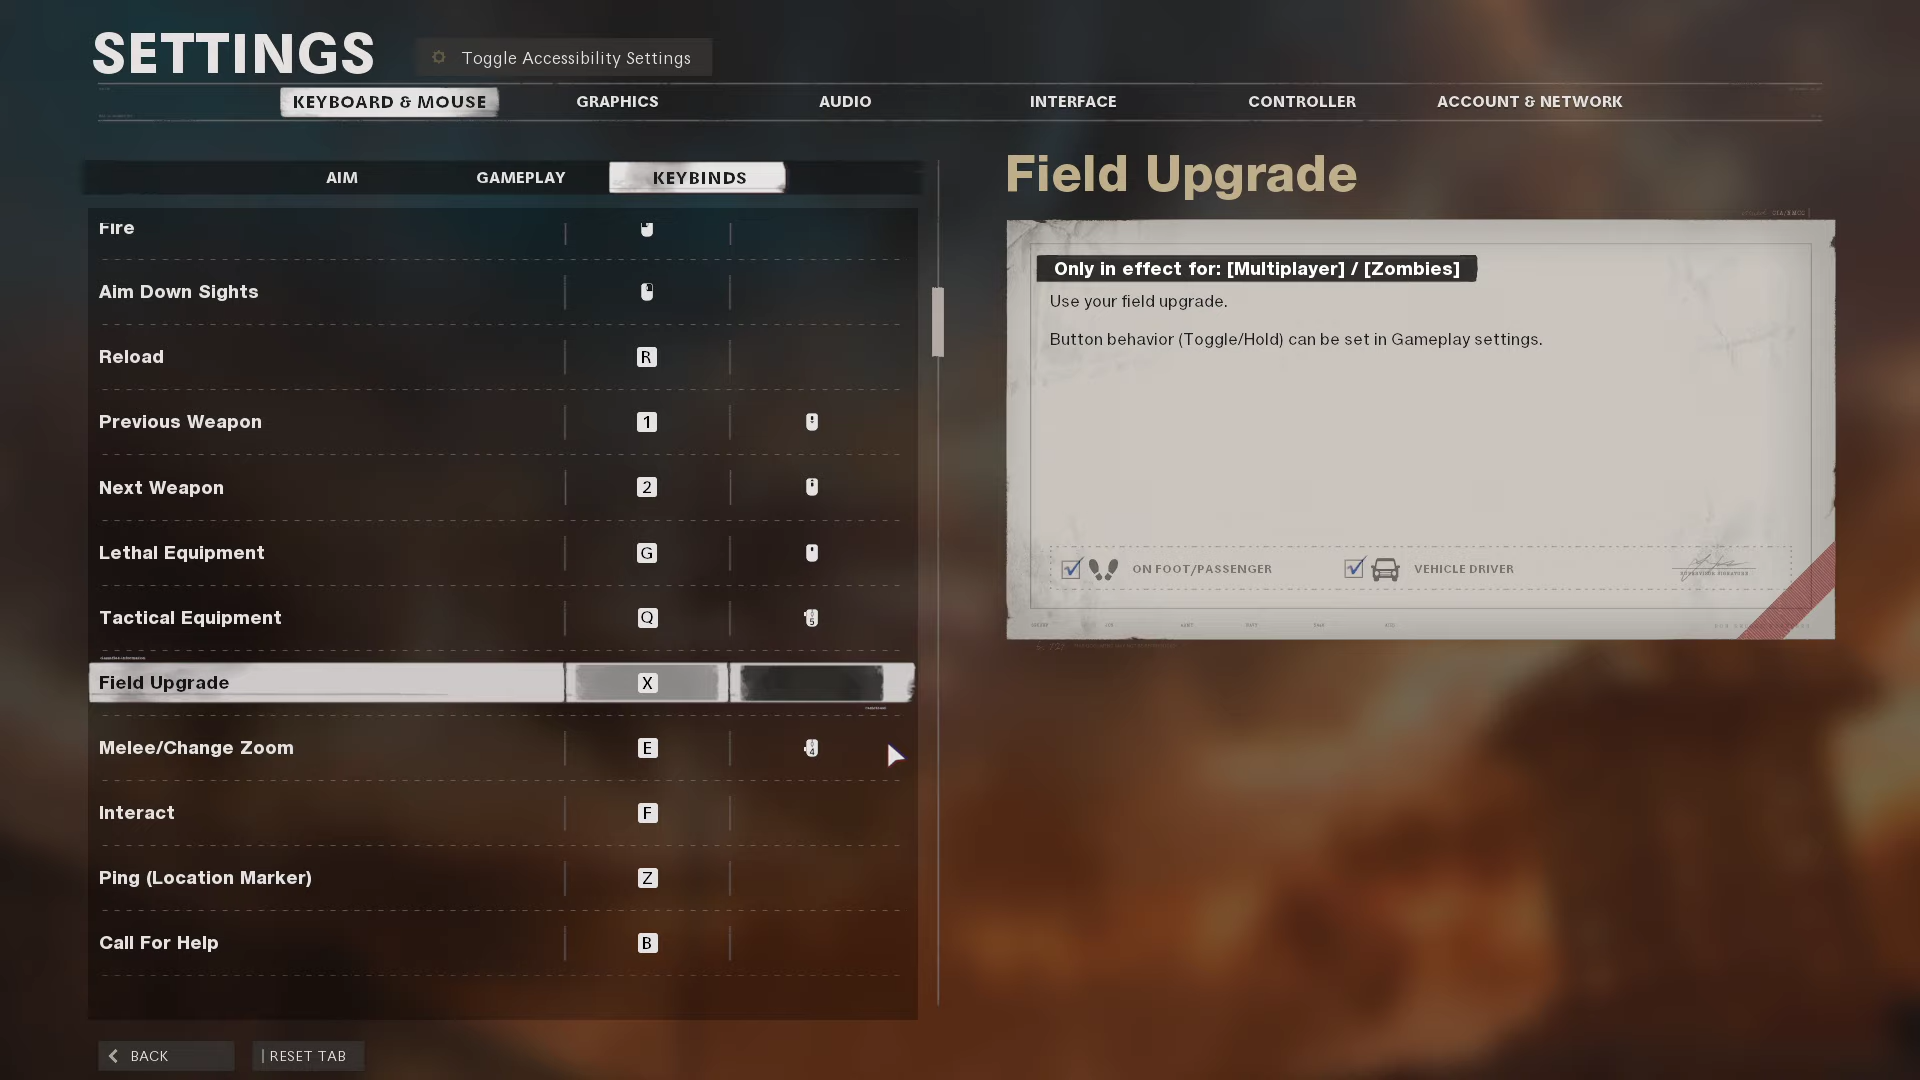 SETTINGS
Toggle Accessibility Settings
KEYBOARD & MOUSE
GRAPHICS
AUDIO
INTERFACE
CONTROLLER
ACCOUNT & NETWORK
AIM
GAMEPLAY
KEYBINDS
Fire
Aim Down Sights
Reload R
Previous Weapon 1
Next Weapon 2
Lethal Equipment G
Tactical Equipment Q 5
Field Upgrade X
Melee/Change Zoom E 4
Interact F
Ping (Location Marker) Z
Call For Help B
BACK
RESET TAB
Field Upgrade
Only in effect for: [Multiplayer] / [Zombies]
Use your field upgrade.
Button behavior (Toggle/Hold) can be set in Gameplay settings.
ON FOOT/PASSENGER
VEHICLE DRIVER